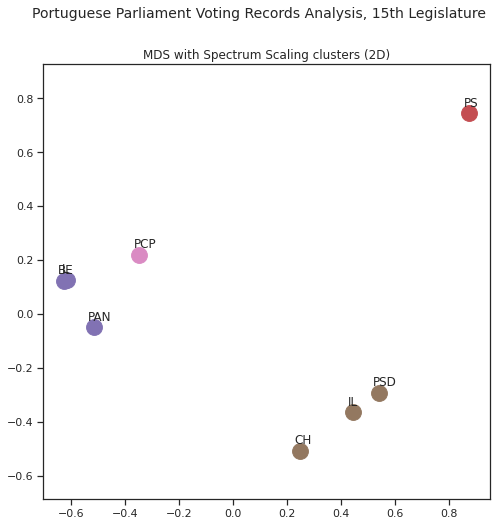 Portuguese Parliament Voting Records Analysis, 15th Legislature
MDS with Spectrum Scaling clusters (2D)
0.8
0.6
0.4
0.2
0.0
−0.2
−0.4
−0.6
PS
PCP
BE
L
PAN
PSD
IL
CH
−0.6
−0.4
−0.2
0.0
0.2
0.4
0.6
0.8